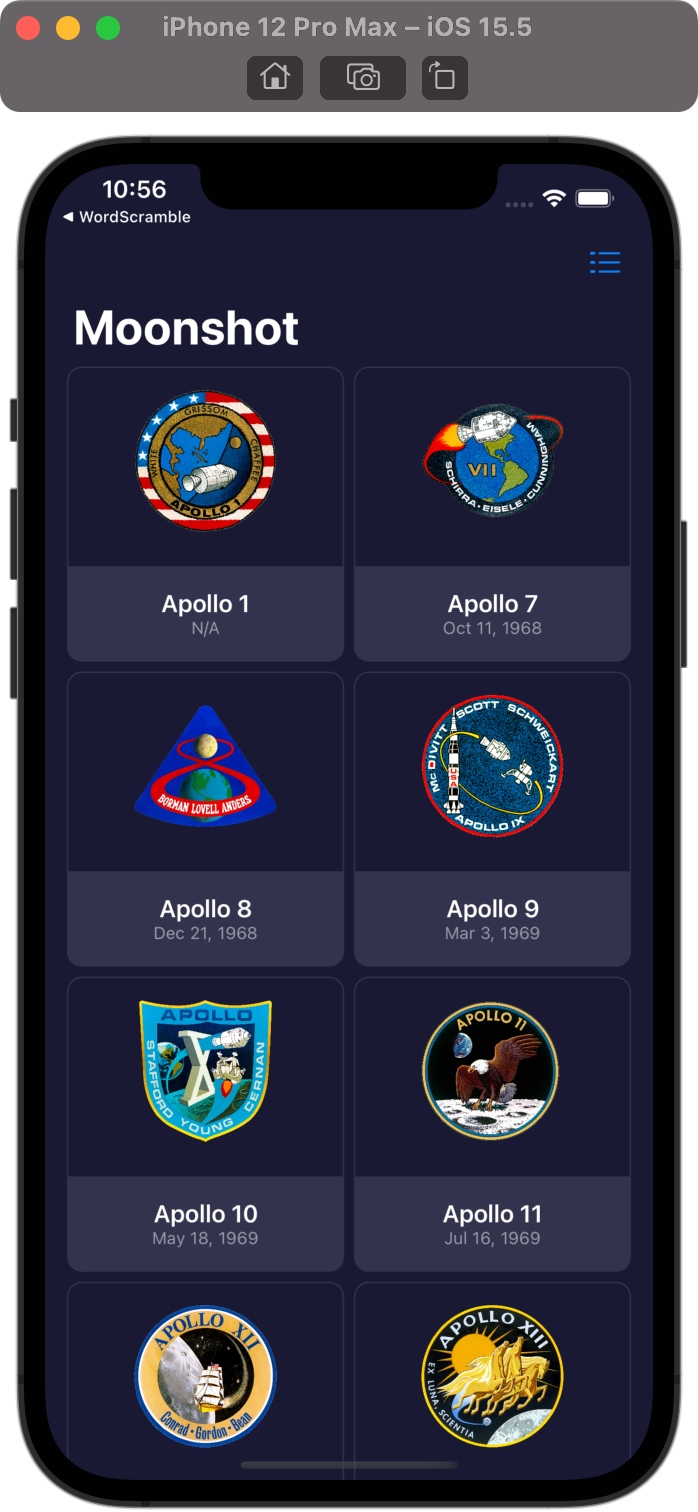 iPhone 12 Pro Max – iOS 15.5
10:56
◀ WordScramble
Moonshot
GRISSOM
WHITE
CHAFFEE
APOLLO 1
Apollo 1
N/A
VII
SCHIRRA • EISELE • CUNNINGHAM
Apollo 7
Oct 11, 1968
BORMAN LOVELL ANDERS
Apollo 8
Dec 21, 1968
McDIVITT SCOTT SCHWEICKART
USA
APOLLO IX
Apollo 9
Mar 3, 1969
APOLLO
X
STAFFORD YOUNG CERNAN
Apollo 10
May 18, 1969
APOLLO 11
Apollo 11
Jul 16, 1969
APOLLO XII
Conrad • Gordon • Bean
APOLLO XIII
EX LUNA, SCIENTIA